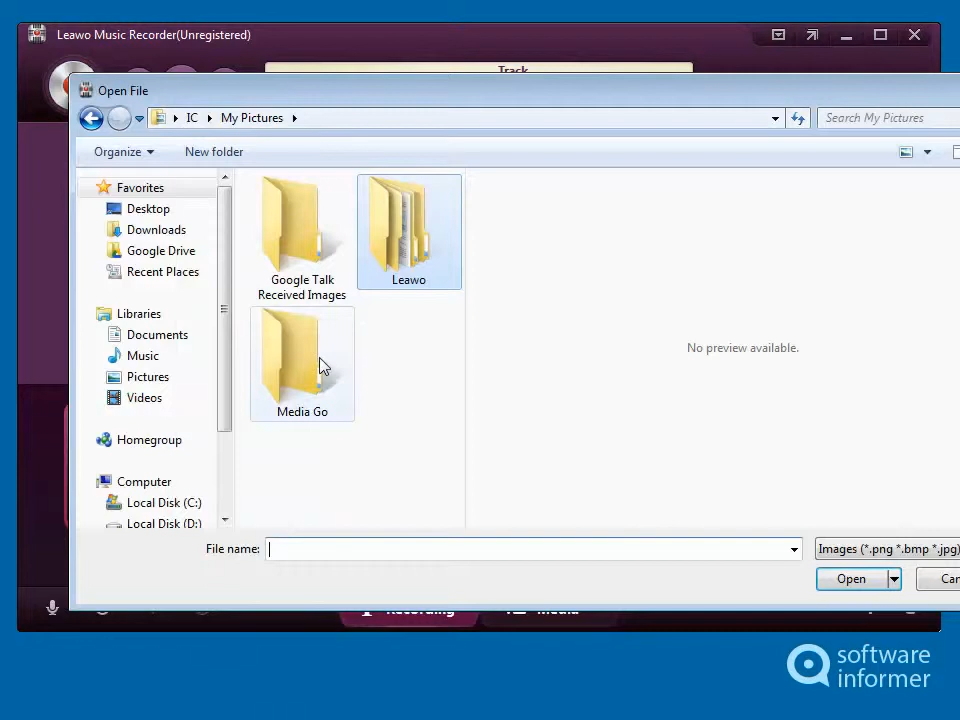 Leawo Music Recorder(Unregistered)
Track
Open File
IC
My Pictures
Search My Pictures
Organize
New folder
Favorites
Desktop
Downloads
Google Drive
Recent Places
Libraries
Documents
Music
Pictures
Videos
Homegroup
Computer
Local Disk (C:)
Local Disk (D:)
Google Talk
Received Images
Leawo
Media Go
No preview available.
File name:
Images (*.png *.bmp *.jpg)
Open
Can
Recording
Media
software
informer